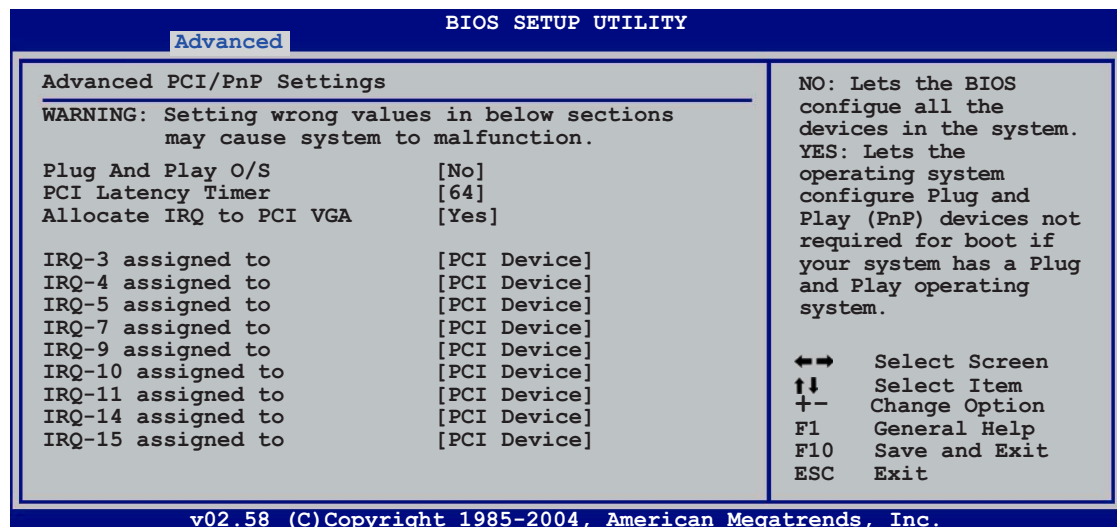 BIOS SETUP UTILITY
Advanced
Advanced PCI/PnP Settings
WARNING: Setting wrong values in below sections
may cause system to malfunction.
Plug And Play O/S [No]
PCI Latency Timer [64]
Allocate IRQ to PCI VGA [Yes]
IRQ-3 assigned to [PCI Device]
IRQ-4 assigned to [PCI Device]
IRQ-5 assigned to [PCI Device]
IRQ-7 assigned to [PCI Device]
IRQ-9 assigned to [PCI Device]
IRQ-10 assigned to [PCI Device]
IRQ-11 assigned to [PCI Device]
IRQ-14 assigned to [PCI Device]
IRQ-15 assigned to [PCI Device]
NO: Lets the BIOS
configue all the
devices in the system.
YES: Lets the
operating system
configure Plug and
Play (PnP) devices not
required for boot if
your system has a Plug
and Play operating
system.
←→ Select Screen
↑↓ Select Item
+- Change Option
F1 General Help
F10 Save and Exit
ESC Exit
v02.58 (C)Copyright 1985-2004, American Megatrends, Inc.